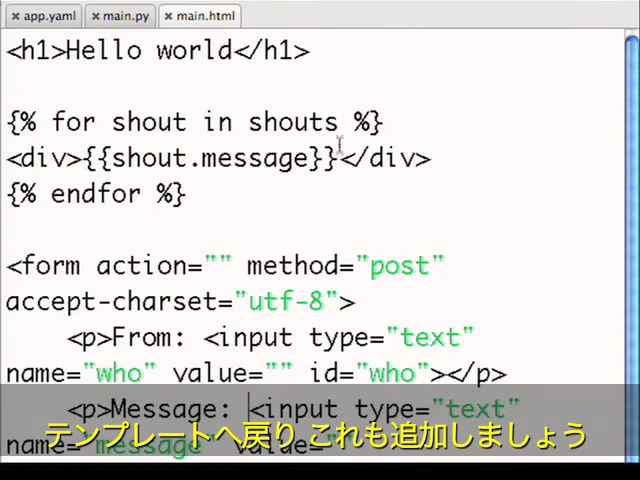 app.yaml main.py main.html
<h1>Hello world</h1>
{% for shout in shouts %}
<div>{{shout.message}}</div>
{% endfor %}
<form action="" method="post"
accept-charset="utf-8">
<p>From: <input type="text"
name="who" value="" id="who"></p>
<p>Message: <input type="text"
name="message" value=
テンプレートへ戻り これも追加しましょう